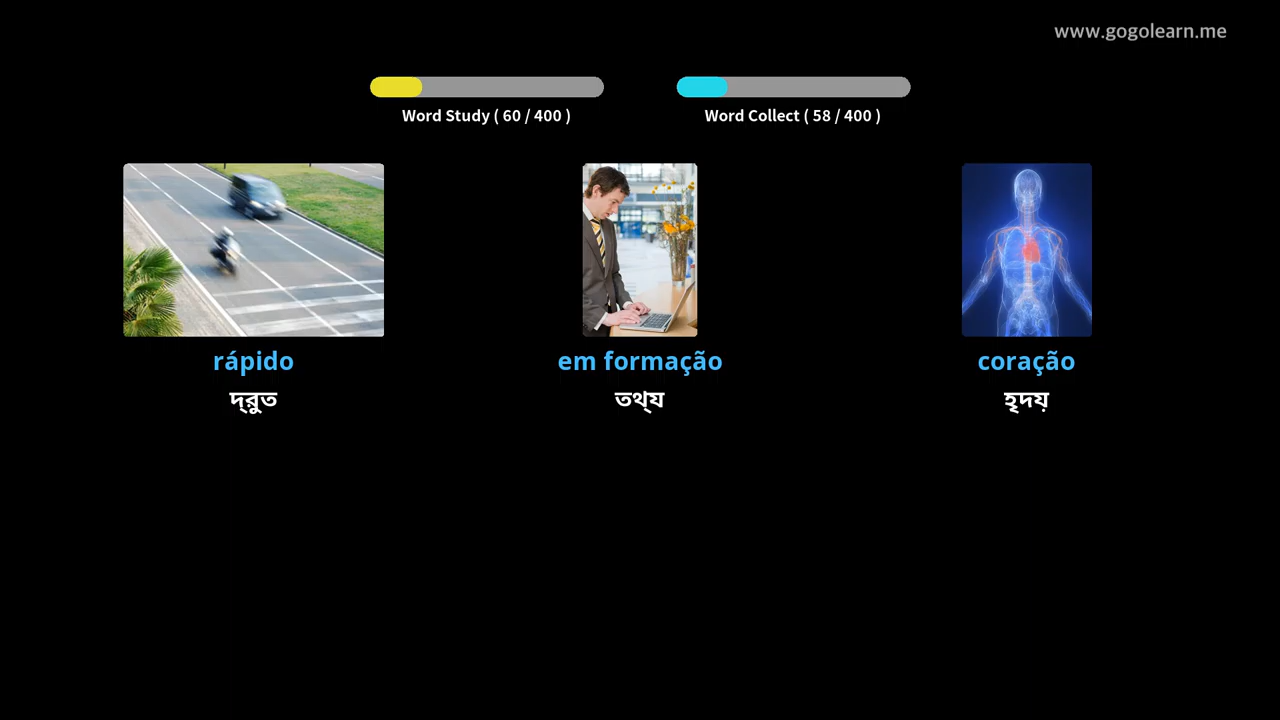 www.gogolearn.me
Word Study ( 60 / 400 )
Word Collect ( 58 / 400 )
rápido
em formação
coração
দ্রুত
তথ্য
হৃদয়